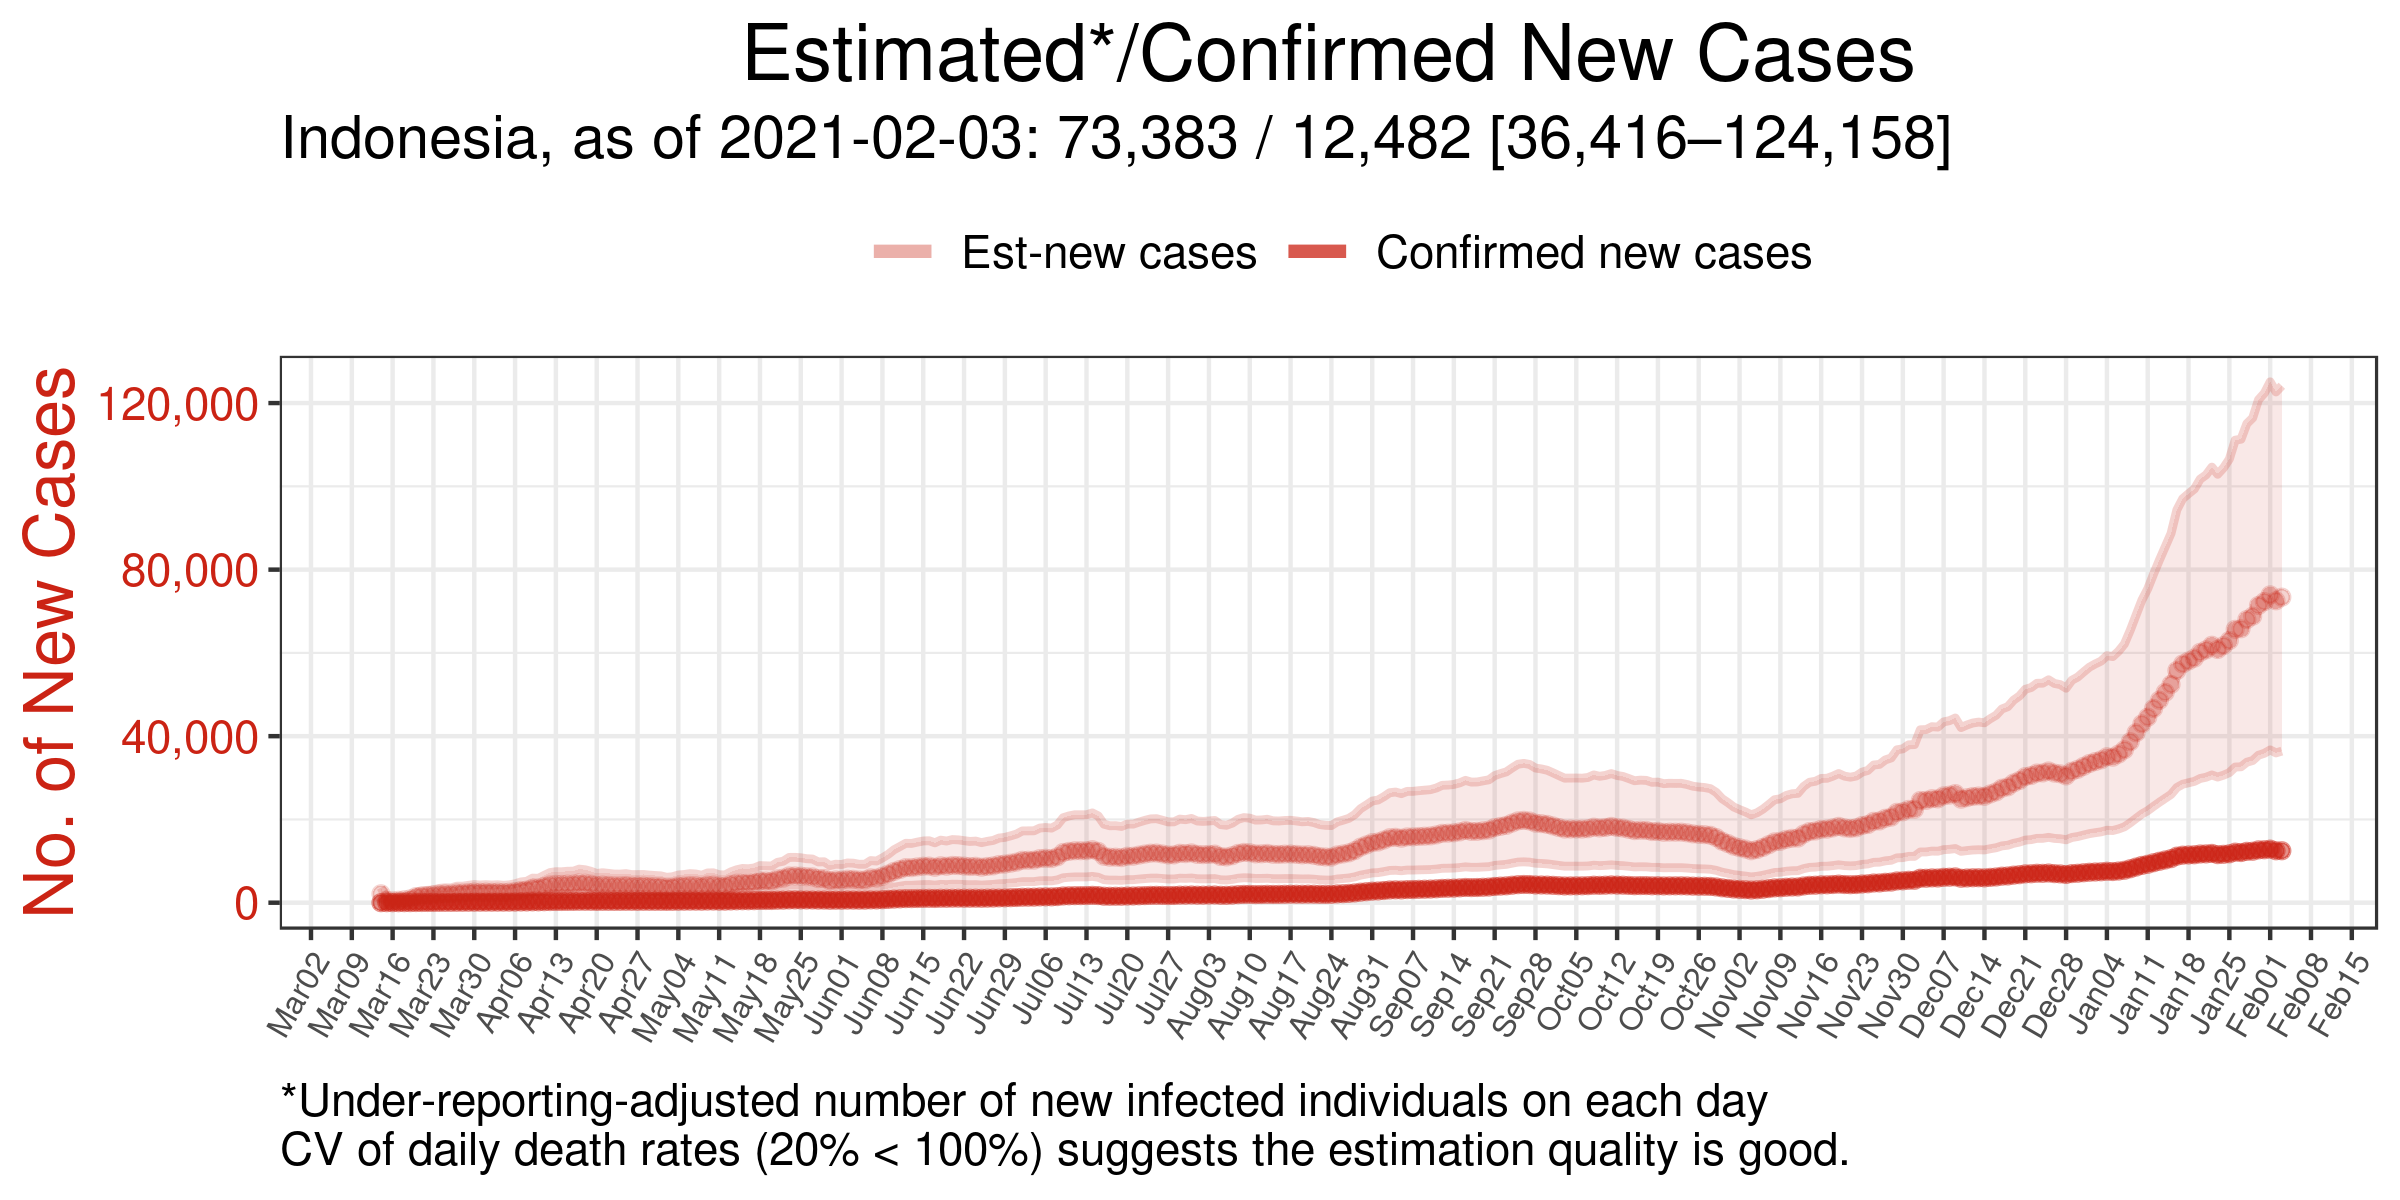 Estimated*/Confirmed New Cases
Indonesia, as of 2021-02-03: 73,383 / 12,482 [36,416–124,158]
Est-new cases Confirmed new cases
No. of New Cases
120,000
80,000
40,000
0
Mar02 Mar09 Mar16 Mar23 Mar30 Apr06 Apr13 Apr20 Apr27 May04 May11 May18 May25 Jun01 Jun08 Jun15 Jun22 Jun29 Jul06 Jul13 Jul20 Jul27 Aug03 Aug10 Aug17 Aug24 Aug31 Sep07 Sep14 Sep21 Sep28 Oct05 Oct12 Oct19 Oct26 Nov02 Nov09 Nov16 Nov23 Nov30 Dec07 Dec14 Dec21 Dec28 Jan04 Jan11 Jan18 Jan25 Feb01 Feb08 Feb15
*Under-reporting-adjusted number of new infected individuals on each day
CV of daily death rates (20% < 100%) suggests the estimation quality is good.